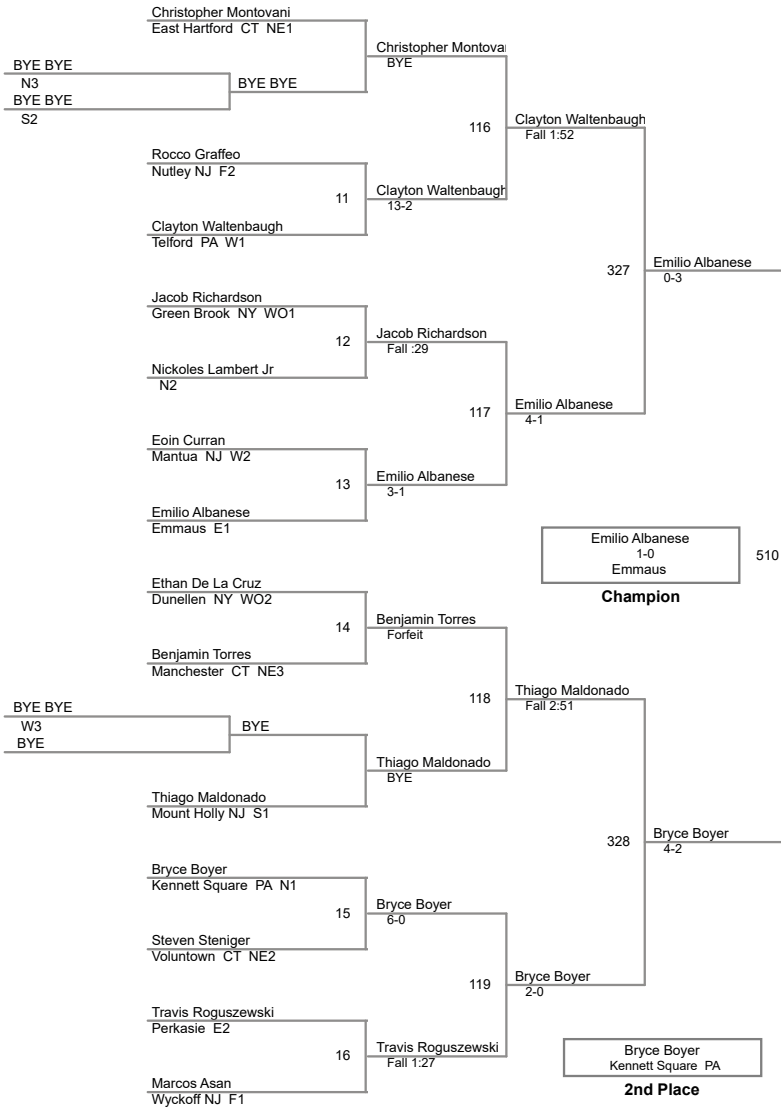 Christopher Montovani
East Hartford CT NE1
Christopher Montovai
BYE
BYE BYE
N3
BYE BYE
BYE BYE
S2
116
Clayton Waltenbaugh
Fall 1:52
Rocco Graffeo
Nutley NJ F2
11
Clayton Waltenbaugh
13-2
Clayton Waltenbaugh
Telford PA W1
327
Emilio Albanese
0-3
Jacob Richardson
Green Brook NY WO1
12
Jacob Richardson
Fall :29
Nickoles Lambert Jr
N2
117
Emilio Albanese
4-1
Eoin Curran
Mantua NJ W2
13
Emilio Albanese
3-1
Emilio Albanese
Emmaus E1
Emilio Albanese
1-0
Emmaus
510
Champion
Ethan De La Cruz
Dunellen NY WO2
14
Benjamin Torres
Forfeit
Benjamin Torres
Manchester CT NE3
118
Thiago Maldonado
Fall 2:51
BYE BYE
W3
BYE
BYE
Thiago Maldonado
BYE
Thiago Maldonado
Mount Holly NJ S1
328
Bryce Boyer
4-2
Bryce Boyer
Kennett Square PA N1
15
Bryce Boyer
6-0
Steven Steniger
Voluntown CT NE2
119
Bryce Boyer
2-0
Travis Roguszewski
Perkasie E2
16
Travis Roguszewski
Fall 1:27
Marcos Asan
Wyckoff NJ F1
Bryce Boyer
Kennett Square PA
2nd Place